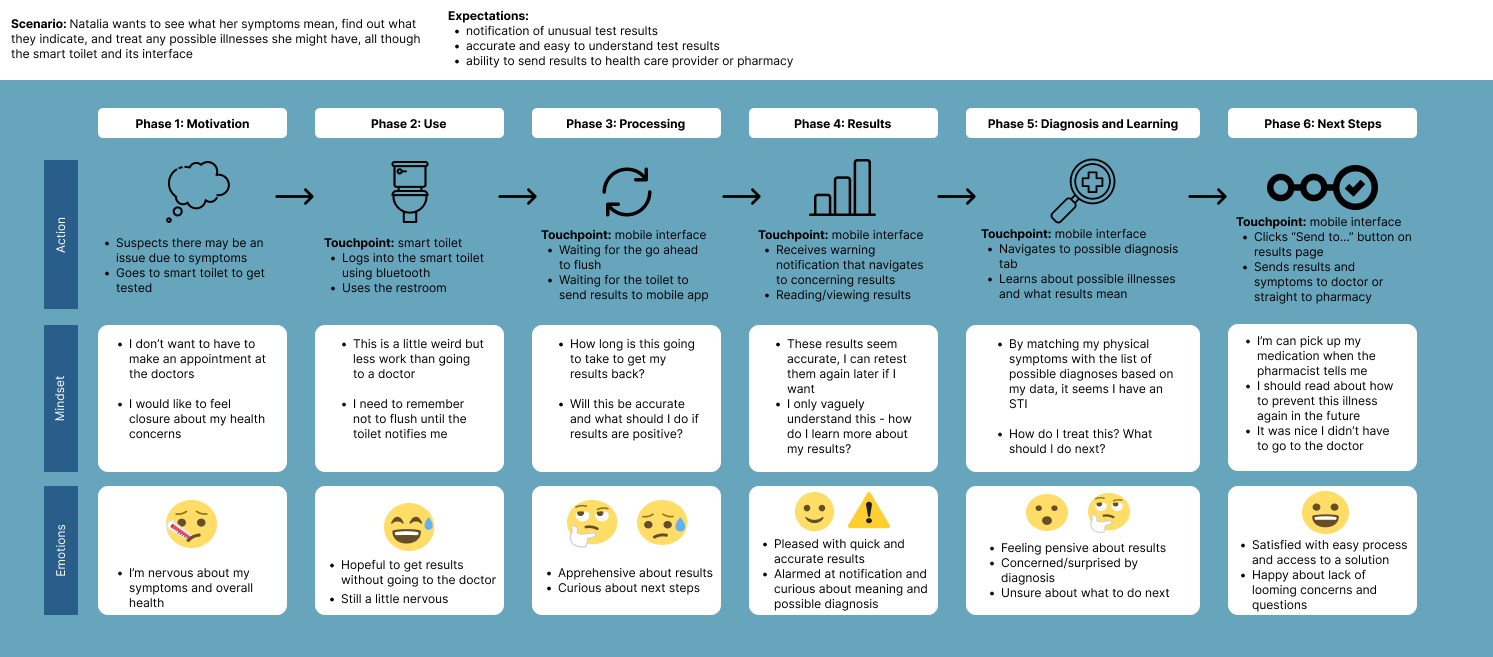 Scenario: Natalia wants to see what her symptoms mean, find out what
they indicate, and treat any possible illnesses she might have, all though
the smart toilet and its interface
Expectations:
• notification of unusual test results
• accurate and easy to understand test results
• ability to send results to health care provider or pharmacy
Phase 1: Motivation
Phase 2: Use
Phase 3: Processing
Phase 4: Results
Phase 5: Diagnosis and Learning
Phase 6: Next Steps
Action
• Suspects there may be an
issue due to symptoms
• Goes to smart toilet to get
tested
Touchpoint: smart toilet
• Logs into the smart toilet
using bluetooth
• Uses the restroom
Touchpoint: mobile interface
• Waiting for the go ahead
to flush
• Waiting for the toilet to
send results to mobile app
Touchpoint: mobile interface
• Receives warning
notification that navigates
to concerning results
• Reading/viewing results
Touchpoint: mobile interface
• Navigates to possible diagnosis
tab
• Learns about possible illnesses
and what results mean
Touchpoint: mobile interface
• Clicks “Send to...” button on
results page
• Sends results and
symptoms to doctor or
straight to pharmacy
Mindset
• I don’t want to have to
make an appointment at
the doctors
• I would like to feel
closure about my health
concerns
• This is a little weird but
less work than going
to a doctor
• I need to remember
not to flush until the
toilet notifies me
• How long is this going
to take to get my
results back?
• Will this be accurate
and what should I do if
results are positive?
• These results seem
accurate, I can retest
them again later if I
want
• I only vaguely
understand this - how
do I learn more about
my results?
• By matching my physical
symptoms with the list of
possible diagnoses based on
my data, it seems I have an
STI
• How do I treat this? What
should I do next?
• I’m can pick up my
medication when the
pharmacist tells me
• I should read about how
to prevent this illness
again in the future
• It was nice I didn’t have
to go to the doctor
Emotions
• I’m nervous about my
symptoms and overall
health
• Hopeful to get results
without going to the doctor
• Still a little nervous
• Apprehensive about results
• Curious about next steps
• Pleased with quick and
accurate results
• Alarmed at notification and
curious about meaning and
possible diagnosis
• Feeling pensive about results
• Concerned/surprised by
diagnosis
• Unsure about what to do next
• Satisfied with easy process
and access to a solution
• Happy about lack of
looming concerns and
questions